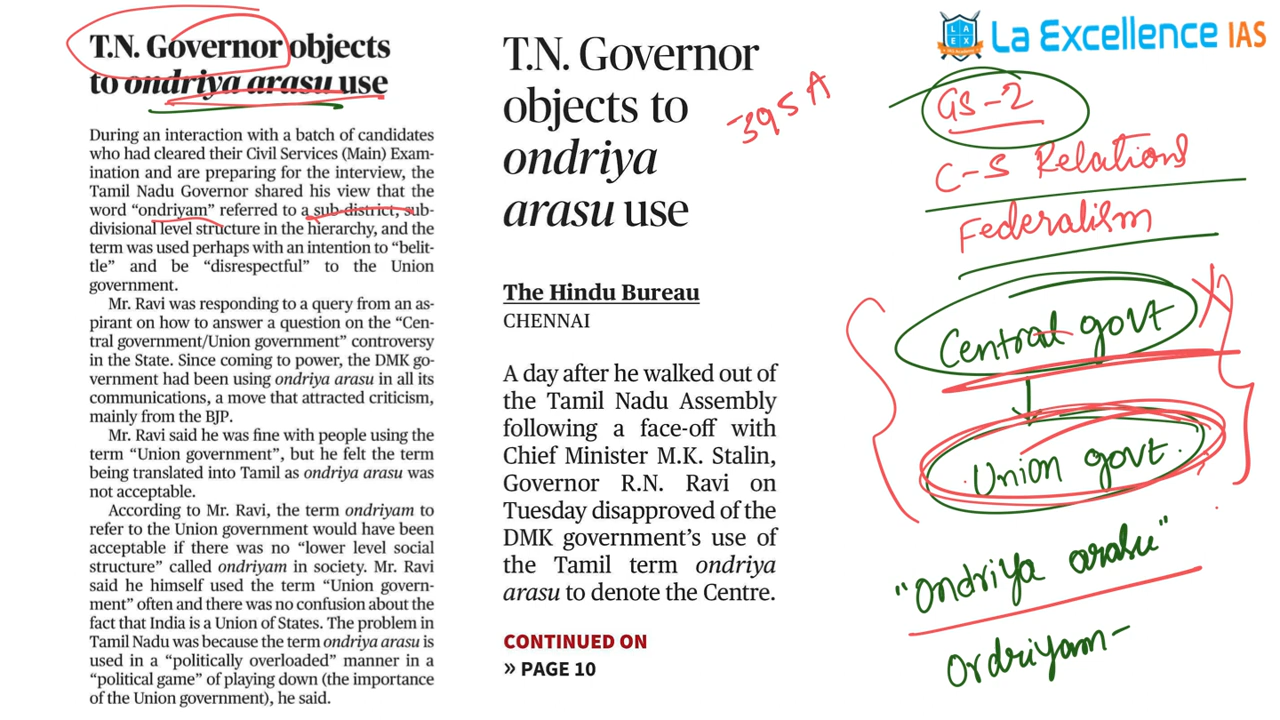 T.N. Governor objects
to ondriya arasu use
During an interaction with a batch of candidates
who had cleared their Civil Services (Main) Exam-
ination and are preparing for the interview, the
Tamil Nadu Governor shared his view that the
word “ondriyam” referred to a sub-district, sub-
divisional level structure in the hierarchy, and the
term was used perhaps with an intention to “belit-
tle” and be “disrespectful” to the Union
government.
Mr. Ravi was responding to a query from an as-
pirant on how to answer a question on the “Cen-
tral government/Union government” controversy
in the State. Since coming to power, the DMK go-
vernment had been using ondriya arasu in all its
communications, a move that attracted criticism,
mainly from the BJP.
Mr. Ravi said he was fine with people using the
term “Union government”, but he felt the term
being translated into Tamil as ondriya arasu was
not acceptable.
According to Mr. Ravi, the term ondriyam to
refer to the Union government would have been
acceptable if there was no “lower level social
structure” called ondriyam in society. Mr. Ravi
said he himself used the term “Union govern-
ment” often and there was no confusion about the
fact that India is a Union of States. The problem in
Tamil Nadu was because the term ondriya arasu is
used in a “politically overloaded” manner in a
“political game” of playing down (the importance
of the Union government), he said.
T.N. Governor
objects to
ondriya
arasu use
The Hindu Bureau
CHENNAI
A day after he walked out of
the Tamil Nadu Assembly
following a face-off with
Chief Minister M.K. Stalin,
Governor R.N. Ravi on
Tuesday disapproved of the
DMK government’s use of
the Tamil term ondriya
arasu to denote the Centre.
CONTINUED ON
» PAGE 10
-395 A
La Excellence IAS
GS-2
C-S Relations
Federalism
Central govt
Union govt.
"Ondriya arasu"
Ordriyam-